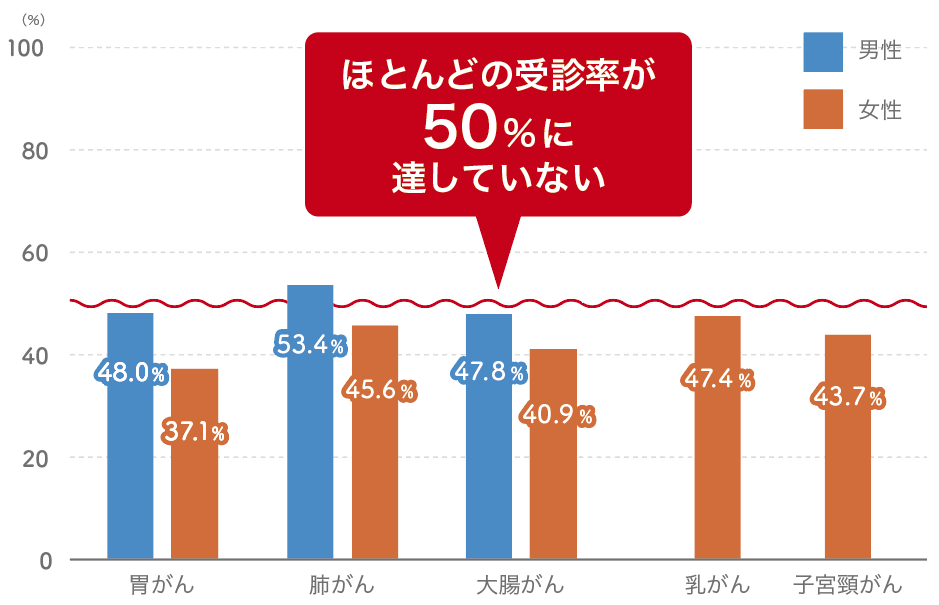 (%)
100
80
60
40
20
0
ほとんどの受診率が
50%に
達していない
男性
女性
48.0%
37.1%
53.4%
45.6%
47.8%
40.9%
47.4%
43.7%
胃がん
肺がん
大腸がん
乳がん
子宮頸がん